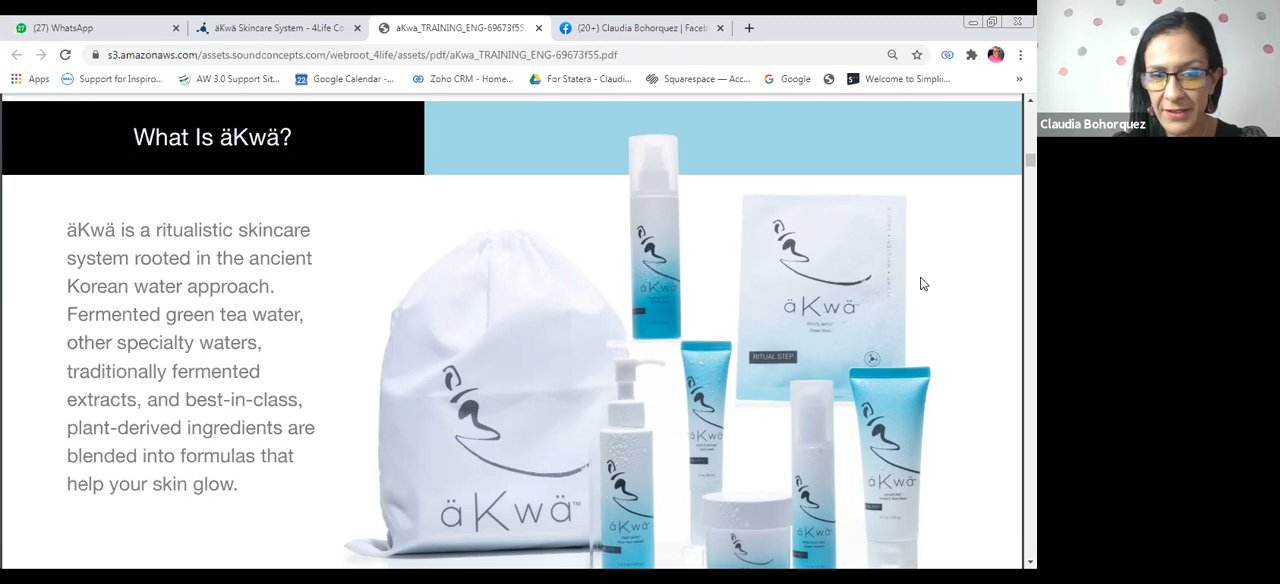 (27) WhatsApp
äKwä Skincare System - 4Life Co
aKwa_TRAINING_ENG-69673f55.
(20+) Claudia Bohorquez | Faceb
s3.amazonaws.com/assets.soundconcepts.com/webroot_4life/assets/pdf/aKwa_TRAINING_ENG-69673f55.pdf
Apps
Support for Inspiro...
AW 3.0 Support Sit...
22
Google Calendar -...
Zoho CRM - Home...
For Statera - Claudi...
Squarespace — Acc...
Google
Welcome to Simplii...
»
Claudia Bohorquez
What Is äKwä?
äKwä is a ritualistic skincare
system rooted in the ancient
Korean water approach.
Fermented green tea water,
other specialty waters,
traditionally fermented
extracts, and best-in-class,
plant-derived ingredients are
blended into formulas that
help your skin glow.
äKwä™
äKwä
äKwä
RITUAL STEP
äKwä
äKwä
äKwä
äKwä